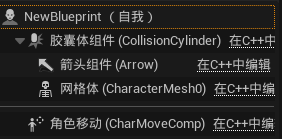 NewBlueprint （自我）
胶囊体组件 (CollisionCylinder) 在C++中
箭头组件 (Arrow) 在C++中编辑
网格体 (CharacterMesh0) 在C++中编
角色移动 (CharMoveComp) 在C++中编